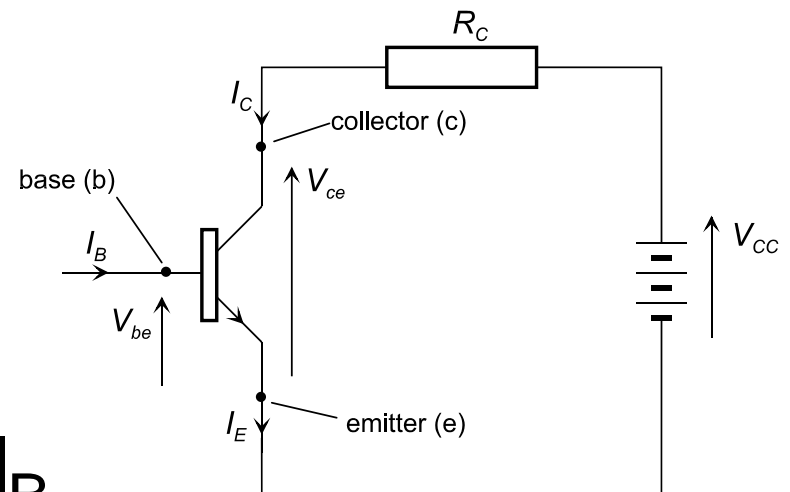 R_C
I_C
collector (c)
base (b)
V_ce
I_B
V_CC
V_be
I_E
emitter (e)